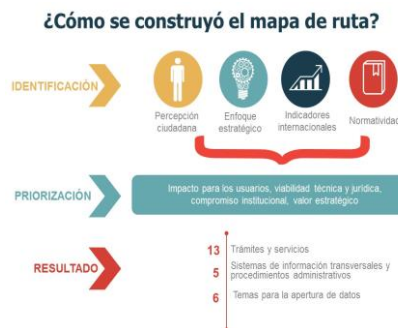 ¿Cómo se construyó el mapa de ruta?
IDENTIFICACIÓN
Percepción
ciudadana
Enfoque
estratégico
Indicadores
internacionales
Normatividad
PRIORIZACIÓN
Impacto para los usuarios, viabilidad técnica y jurídica,
compromiso institucional, valor estratégico
RESULTADO
13 Trámites y servicios
5 Sistemas de información transversales y
procedimientos administrativos
6 Temas para la apertura de datos